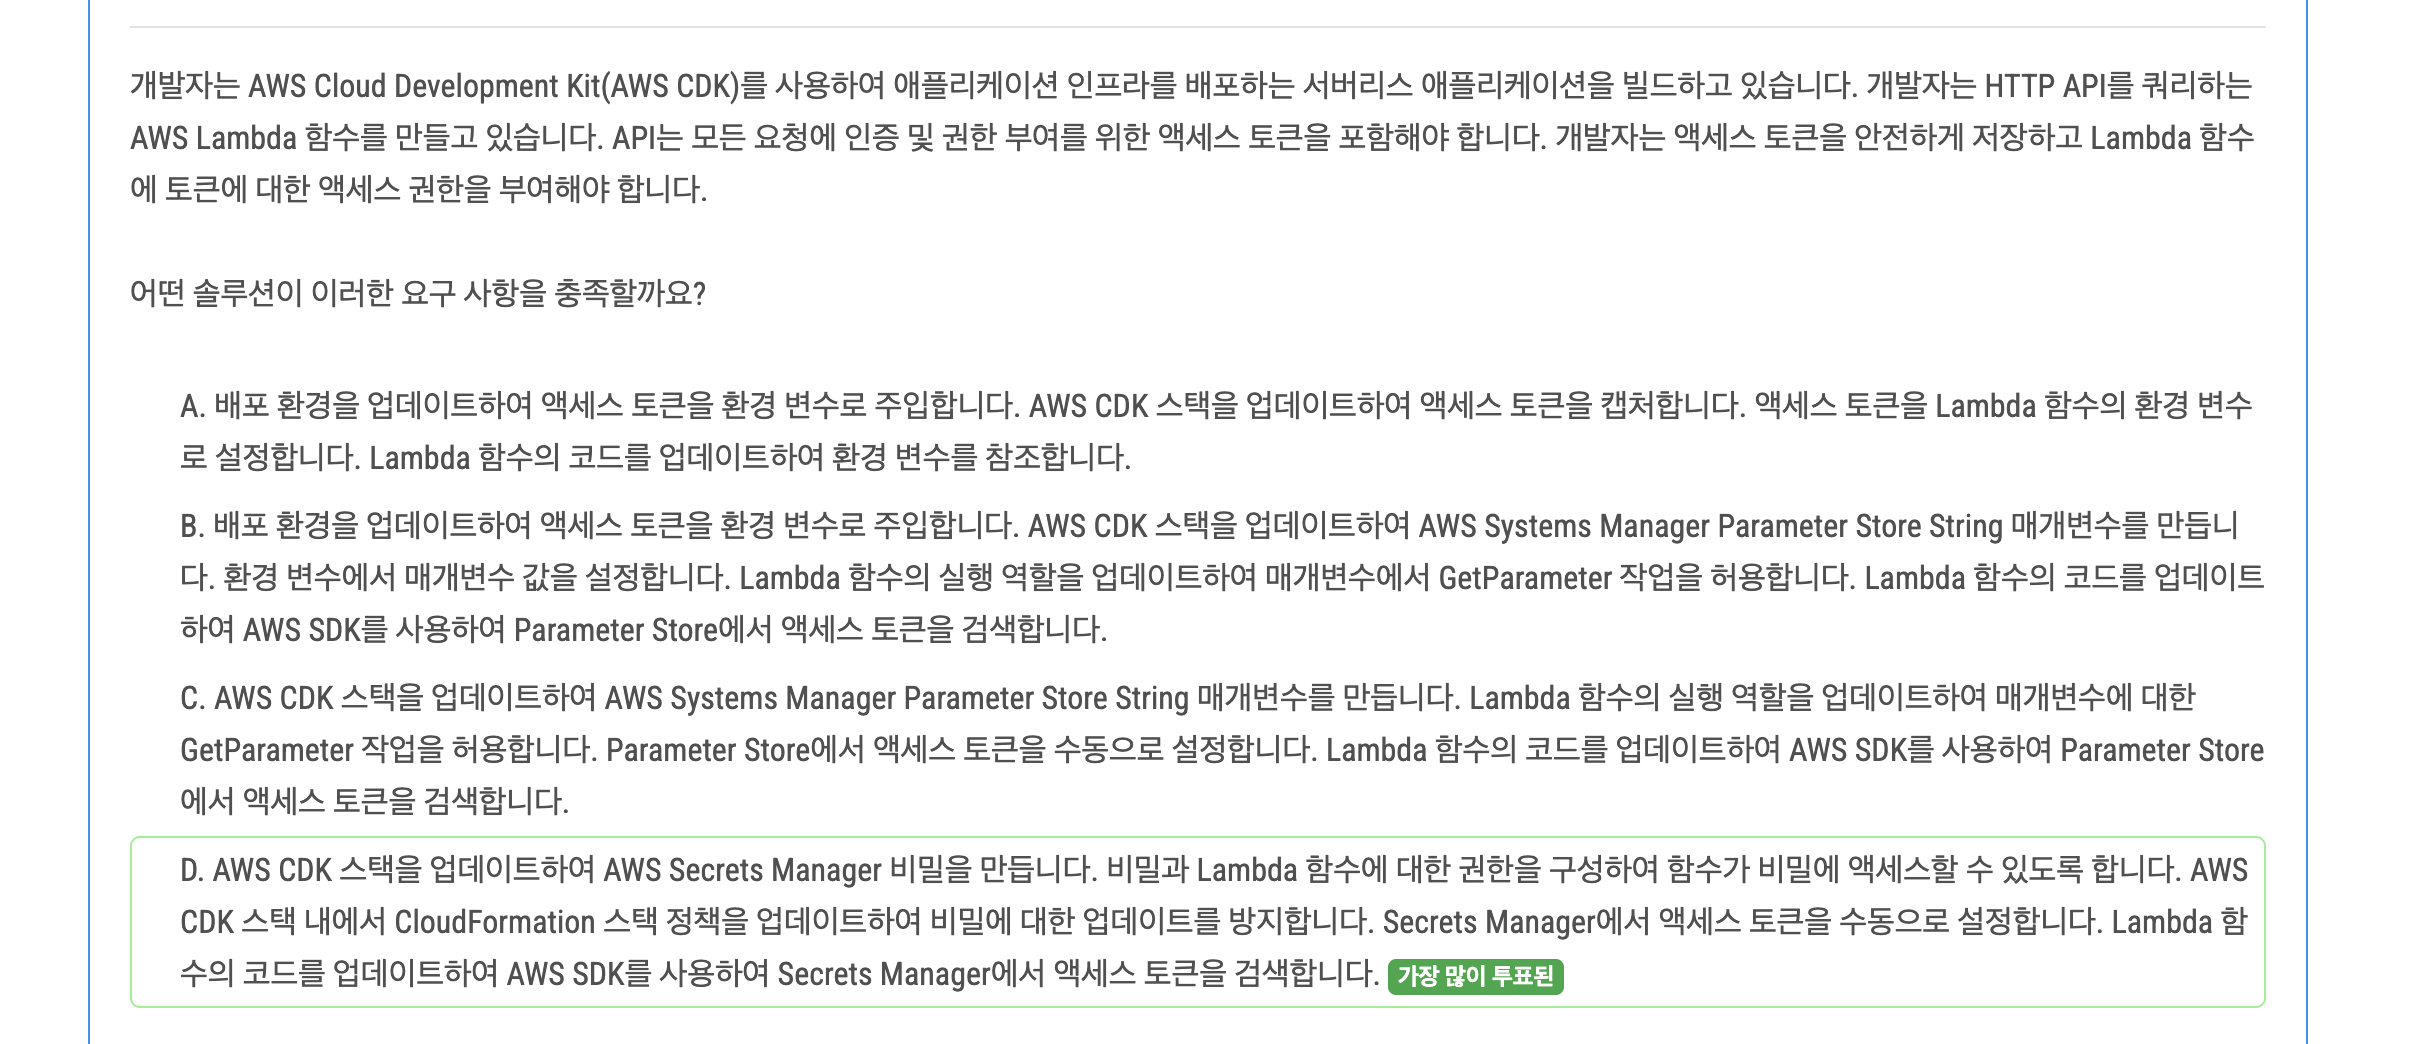 개발자는 AWS Cloud Development Kit(AWS CDK)를 사용하여 애플리케이션 인프라를 배포하는 서버리스 애플리케이션을 빌드하고 있습니다. 개발자는 HTTP API를 쿼리하는
AWS Lambda 함수를 만들고 있습니다. API는 모든 요청에 인증 및 권한 부여를 위한 액세스 토큰을 포함해야 합니다. 개발자는 액세스 토큰을 안전하게 저장하고 Lambda 함수
에 토큰에 대한 액세스 권한을 부여해야 합니다.
어떤 솔루션이 이러한 요구 사항을 충족할까요?
A. 배포 환경을 업데이트하여 액세스 토큰을 환경 변수로 주입합니다. AWS CDK 스택을 업데이트하여 액세스 토큰을 캡처합니다. 액세스 토큰을 Lambda 함수의 환경 변수
로 설정합니다. Lambda 함수의 코드를 업데이트하여 환경 변수를 참조합니다.
B. 배포 환경을 업데이트하여 액세스 토큰을 환경 변수로 주입합니다. AWS CDK 스택을 업데이트하여 AWS Systems Manager Parameter Store String 매개변수를 만듭니
다. 환경 변수에서 매개변수 값을 설정합니다. Lambda 함수의 실행 역할을 업데이트하여 매개변수에서 GetParameter 작업을 허용합니다. Lambda 함수의 코드를 업데이트
하여 AWS SDK를 사용하여 Parameter Store에서 액세스 토큰을 검색합니다.
C. AWS CDK 스택을 업데이트하여 AWS Systems Manager Parameter Store String 매개변수를 만듭니다. Lambda 함수의 실행 역할을 업데이트하여 매개변수에 대한
GetParameter 작업을 허용합니다. Parameter Store에서 액세스 토큰을 수동으로 설정합니다. Lambda 함수의 코드를 업데이트하여 AWS SDK를 사용하여 Parameter Store
에서 액세스 토큰을 검색합니다.
D. AWS CDK 스택을 업데이트하여 AWS Secrets Manager 비밀을 만듭니다. 비밀과 Lambda 함수에 대한 권한을 구성하여 함수가 비밀에 액세스할 수 있도록 합니다. AWS
CDK 스택 내에서 CloudFormation 스택 정책을 업데이트하여 비밀에 대한 업데이트를 방지합니다. Secrets Manager에서 액세스 토큰을 수동으로 설정합니다. Lambda 함
수의 코드를 업데이트하여 AWS SDK를 사용하여 Secrets Manager에서 액세스 토큰을 검색합니다. 가장 많이 투표된